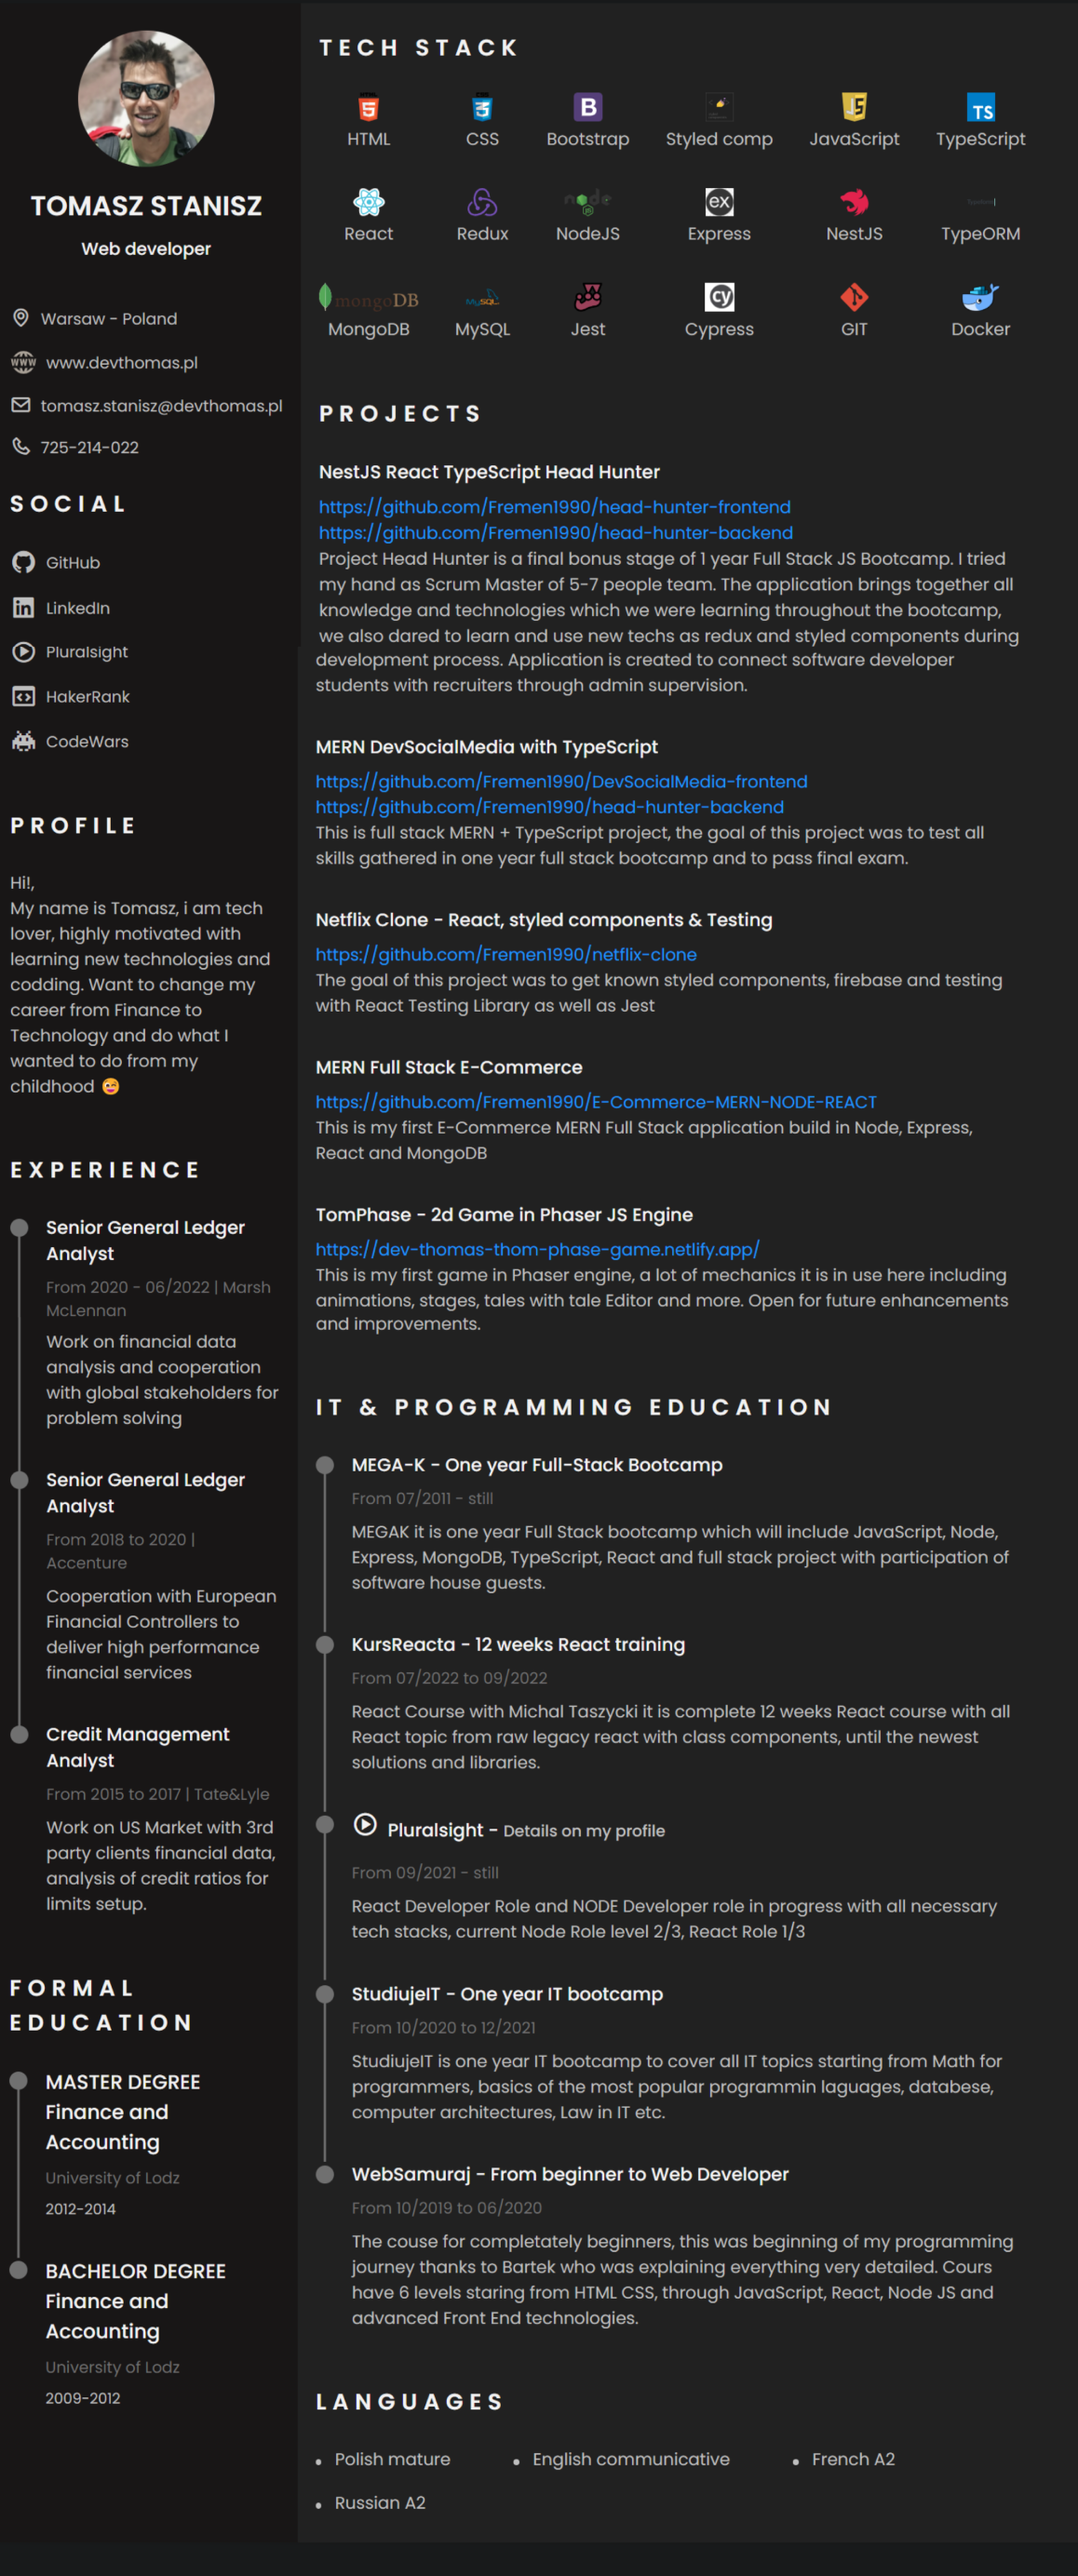 TOMASZ STANISZ
Web developer
Warsaw - Poland
www.devthomas.pl
tomasz.stanisz@devthomas.pl
725-214-022
SOCIAL
GitHub
LinkedIn
Pluralsight
HakerRank
CodeWars
PROFILE
Hi!,
My name is Tomasz, i am tech
lover, highly motivated with
learning new technologies and
codding. Want to change my
career from Finance to
Technology and do what I
wanted to do from my
childhood 😄
EXPERIENCE
Senior General Ledger
Analyst
From 2020 - 06/2022 | Marsh
McLennan
Work on financial data
analysis and cooperation
with global stakeholders for
problem solving
Senior General Ledger
Analyst
From 2018 to 2020 |
Accenture
Cooperation with European
Financial Controllers to
deliver high performance
financial services
Credit Management
Analyst
From 2015 to 2017 | Tate&Lyle
Work on US Market with 3rd
party clients financial data,
analysis of credit ratios for
limits setup.
FORMAL
EDUCATION
MASTER DEGREE
Finance and
Accounting
University of Lodz
2012-2014
BACHELOR DEGREE
Finance and
Accounting
University of Lodz
2009-2012
TECH STACK
HTML CSS Bootstrap Styled comp JavaScript TypeScript
React Redux NodeJS Express NestJS TypeORM
MongoDB MySQL Jest Cypress GIT Docker
PROJECTS
NestJS React TypeScript Head Hunter
https://github.com/Fremen1990/head-hunter-frontend
https://github.com/Fremen1990/head-hunter-backend
Project Head Hunter is a final bonus stage of 1 year Full Stack JS Bootcamp. I tried
my hand as Scrum Master of 5-7 people team. The application brings together all
knowledge and technologies which we were learning throughout the bootcamp,
we also dared to learn and use new techs as redux and styled components during
development process. Application is created to connect software developer
students with recruiters through admin supervision.
MERN DevSocialMedia with TypeScript
https://github.com/Fremen1990/DevSocialMedia-frontend
https://github.com/Fremen1990/head-hunter-backend
This is full stack MERN + TypeScript project, the goal of this project was to test all
skills gathered in one year full stack bootcamp and to pass final exam.
Netflix Clone - React, styled components & Testing
https://github.com/Fremen1990/netflix-clone
The goal of this project was to get known styled components, firebase and testing
with React Testing Library as well as Jest
MERN Full Stack E-Commerce
https://github.com/Fremen1990/E-Commerce-MERN-NODE-REACT
This is my first E-Commerce MERN Full Stack application build in Node, Express,
React and MongoDB
TomPhase - 2d Game in Phaser JS Engine
https://dev-thomas-thom-phase-game.netlify.app/
This is my first game in Phaser engine, a lot of mechanics it is in use here including
animations, stages, tales with tale Editor and more. Open for future enhancements
and improvements.
IT & PROGRAMMING EDUCATION
MEGA-K - One year Full-Stack Bootcamp
From 07/2011 - still
MEGAK it is one year Full Stack bootcamp which will include JavaScript, Node,
Express, MongoDB, TypeScript, React and full stack project with participation of
software house guests.
KursReacta - 12 weeks React training
From 07/2022 to 09/2022
React Course with Michal Taszycki it is complete 12 weeks React course with all
React topic from raw legacy react with class components, until the newest
solutions and libraries.
Pluralsight - Details on my profile
From 09/2021 - still
React Developer Role and NODE Developer role in progress with all necessary
tech stacks, current Node Role level 2/3, React Role 1/3
StudiujeIT - One year IT bootcamp
From 10/2020 to 12/2021
StudiujeIT is one year IT bootcamp to cover all IT topics starting from Math for
programmers, basics of the most popular programmin laguages, databese,
computer architectures, Law in IT etc.
WebSamuraj - From beginner to Web Developer
From 10/2019 to 06/2020
The couse for completately beginners, this was beginning of my programming
journey thanks to Bartek who was explaining everything very detailed. Cours
have 6 levels staring from HTML CSS, through JavaScript, React, Node JS and
advanced Front End technologies.
LANGUAGES
Polish mature English communicative French A2
Russian A2